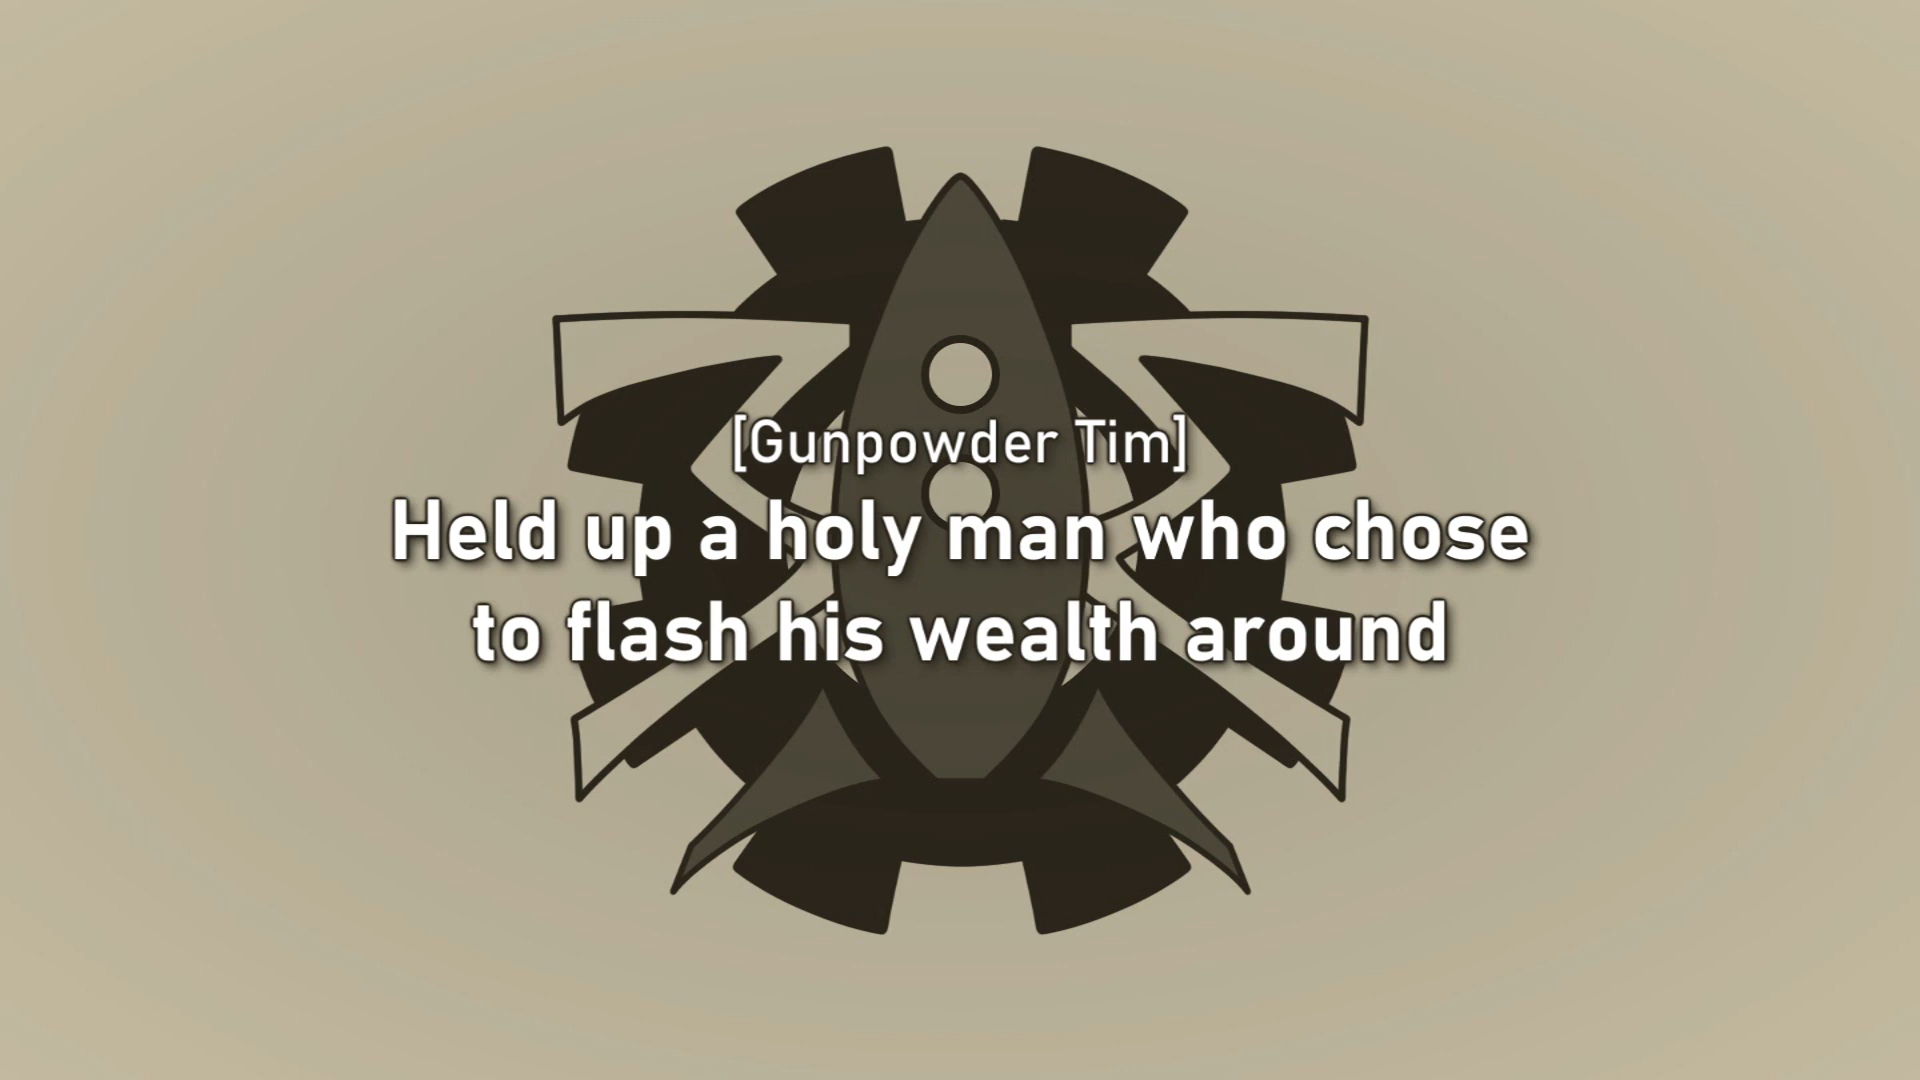 [Gunpowder Tim]
Held up a holy man who chose
to flash his wealth around